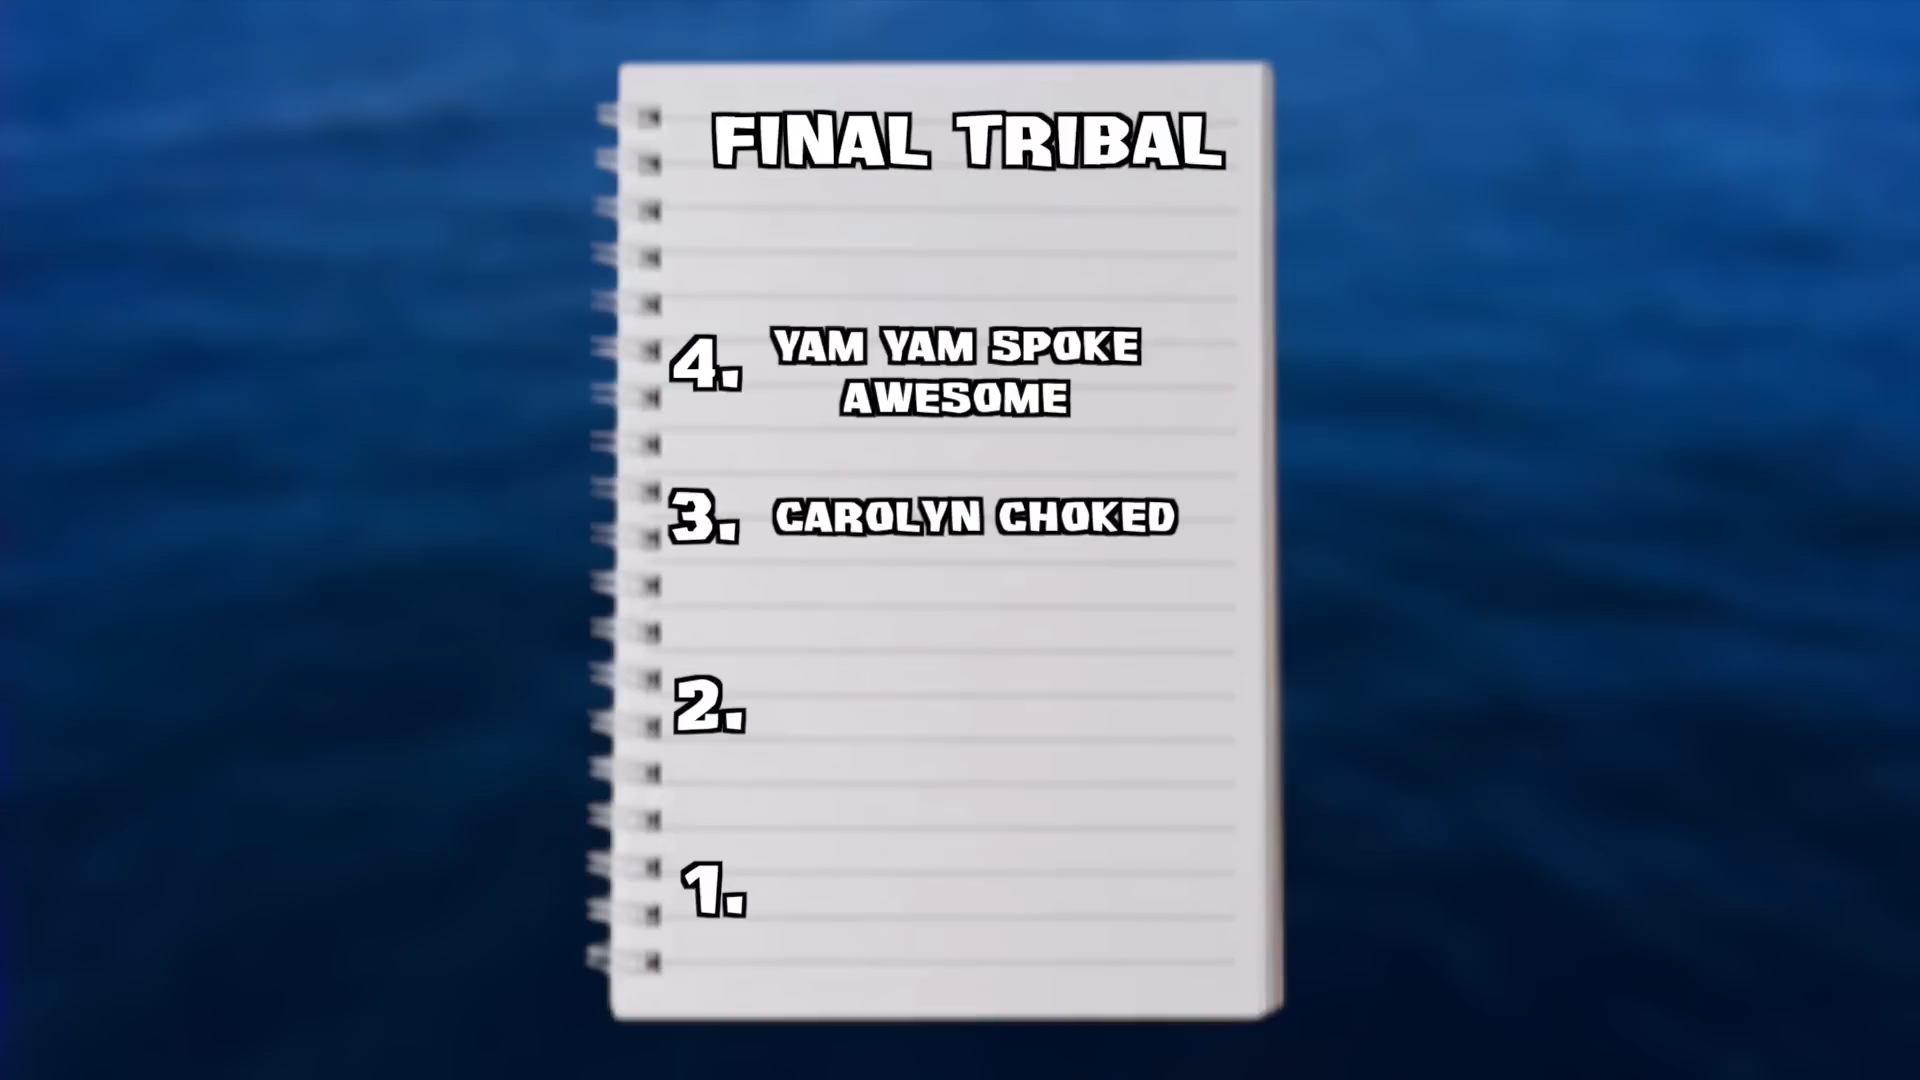 FINAL TRIBAL
4. YAM YAM SPOKE
AWESOME
3. CAROLYN CHOKED
2.
1.